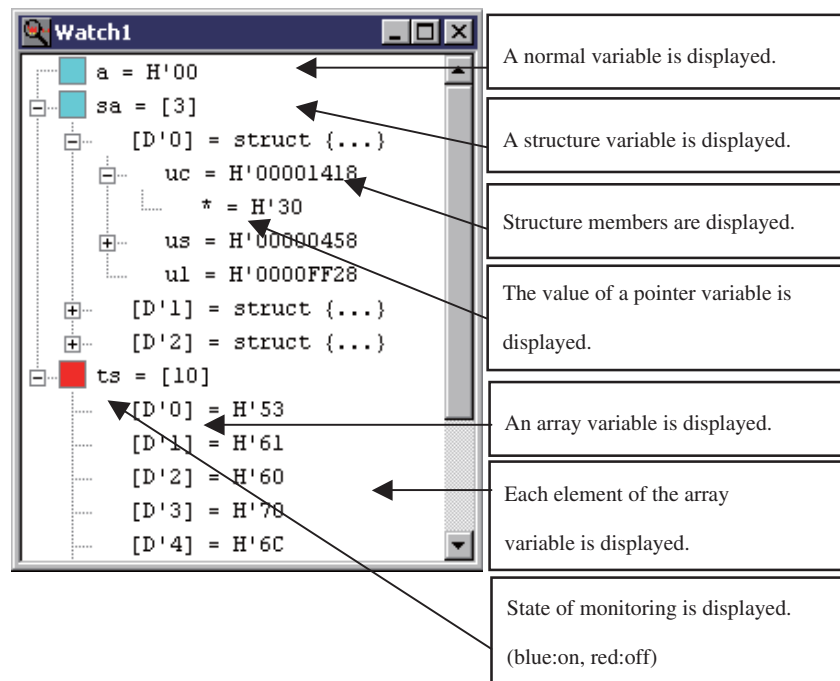 Watch1
a = H'00
sa = [3]
[D'0] = struct {...}
uc = H'00001418
* = H'30
us = H'00000458
ul = H'0000FF28
[D'1] = struct {...}
[D'2] = struct {...}
ts = [10]
[D'0] = H'53
[D'1] = H'61
[D'2] = H'60
[D'3] = H'70
[D'4] = H'6C
A normal variable is displayed.
A structure variable is displayed.
Structure members are displayed.
The value of a pointer variable is
displayed.
An array variable is displayed.
Each element of the array
variable is displayed.
State of monitoring is displayed.
(blue:on, red:off)